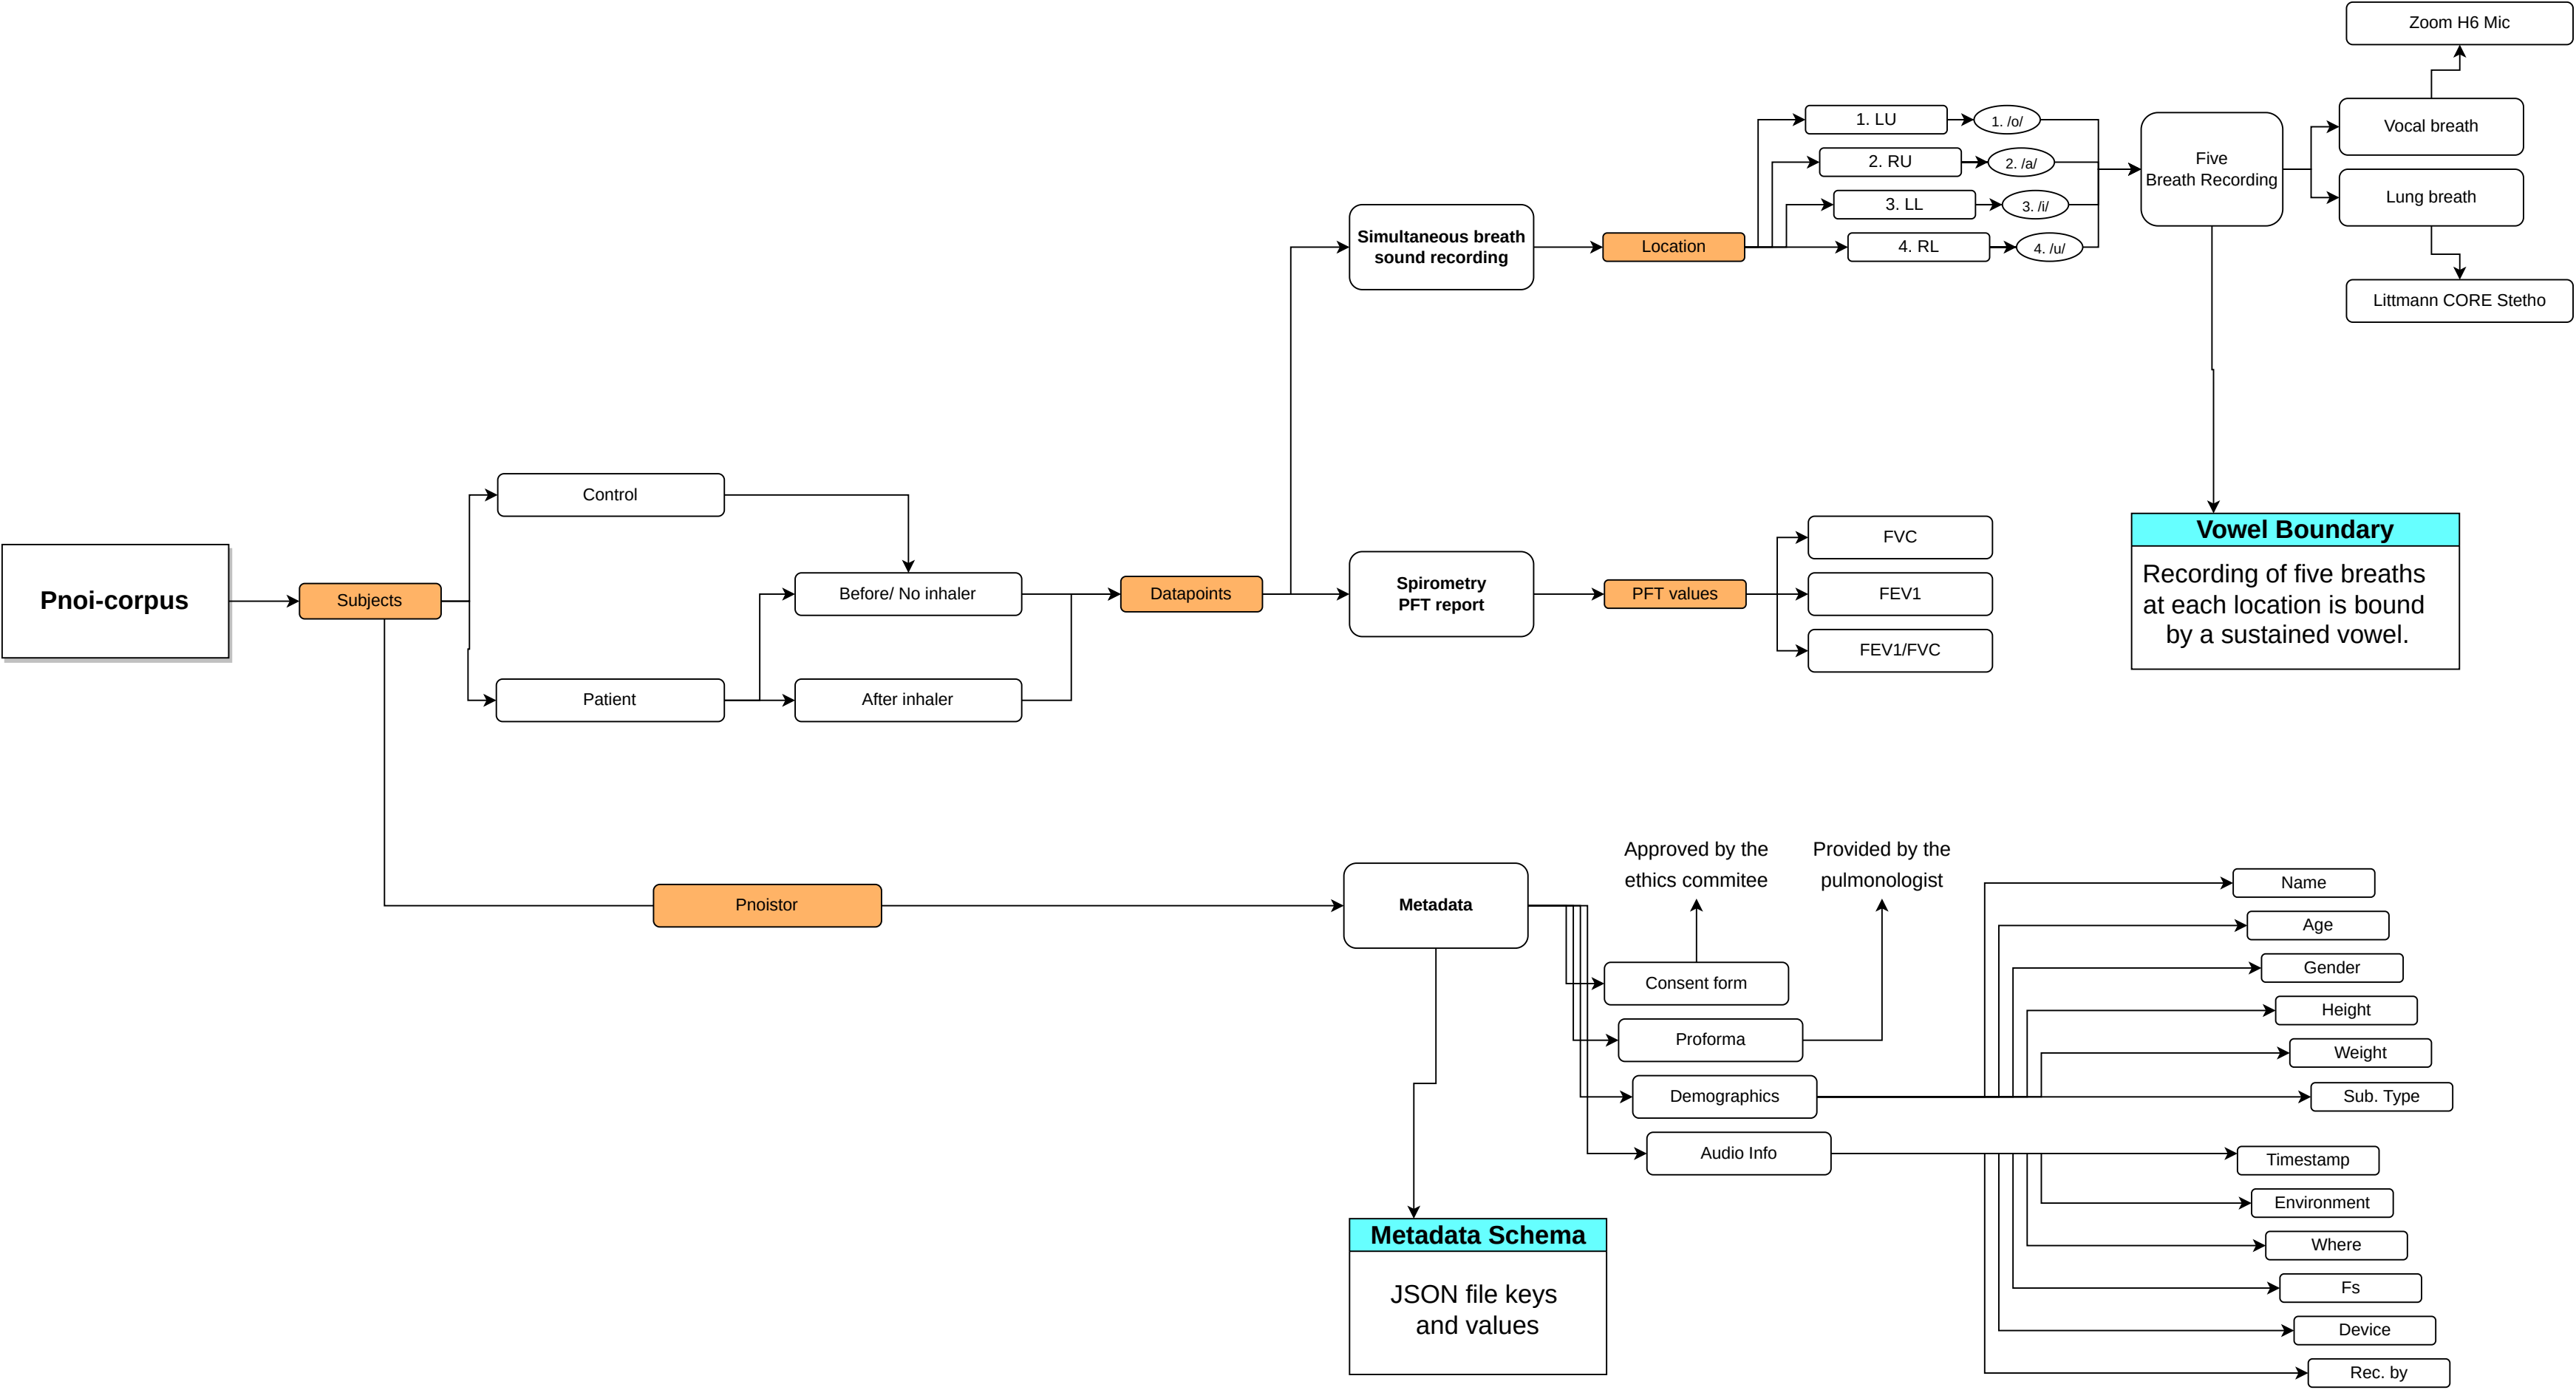 Zoom H6 Mic
Vocal breath
Lung breath
Littmann CORE Stetho
Five
Breath Recording
1. LU
1. /o/
2. RU
2. /a/
3. LL
3. /i/
4. RL
4. /u/
Location
Simultaneous breath
sound recording
Pnoi-corpus
Subjects
Control
Patient
Before/ No inhaler
After inhaler
Datapoints
Spirometry
PFT report
PFT values
FVC
FEV1
FEV1/FVC
Vowel Boundary
Recording of five breaths
at each location is bound
by a sustained vowel.
Pnoistor
Metadata
Approved by the
ethics commitee
Provided by the
pulmonologist
Consent form
Proforma
Demographics
Audio Info
Name
Age
Gender
Height
Weight
Sub. Type
Timestamp
Environment
Where
Fs
Device
Rec. by
Metadata Schema
JSON file keys
and values